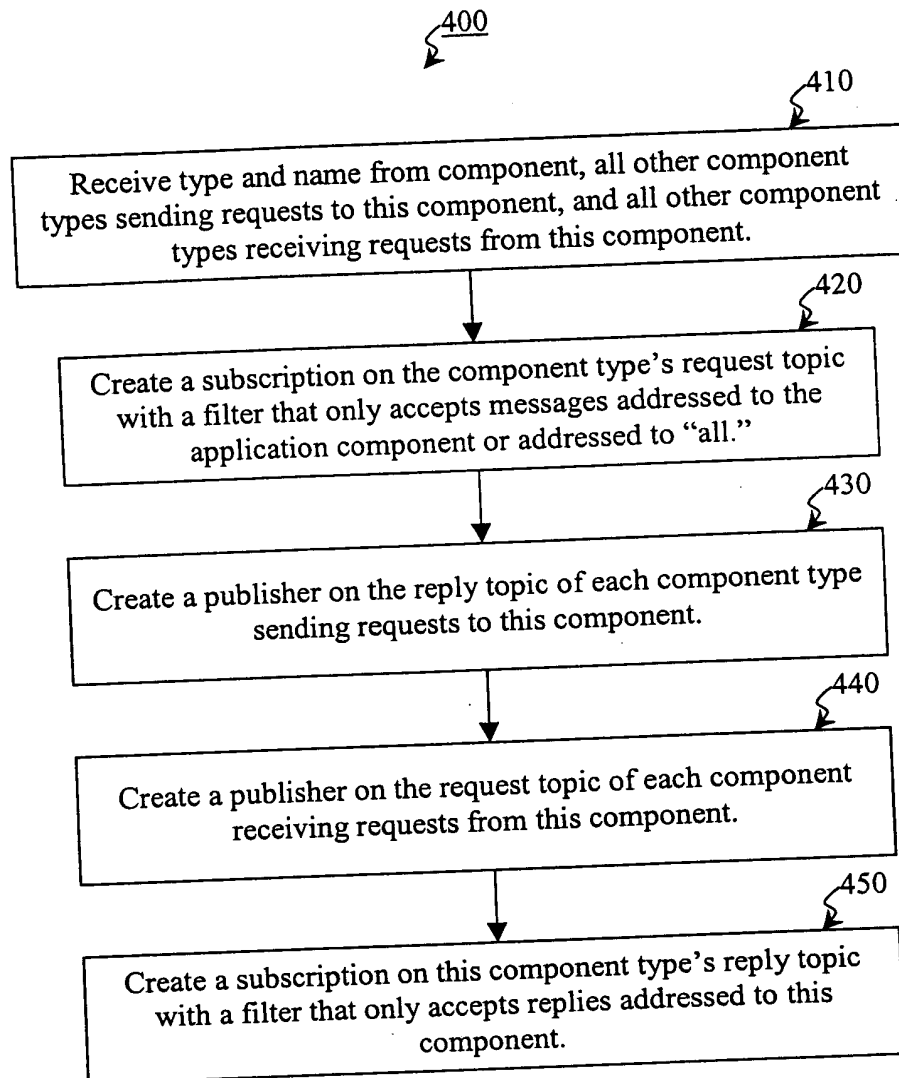 400
410
Receive type and name from component, all other component
types sending requests to this component, and all other component
types receiving requests from this component.
420
Create a subscription on the component type’s request topic
with a filter that only accepts messages addressed to the
application component or addressed to “all.”
430
Create a publisher on the reply topic of each component type
sending requests to this component.
440
Create a publisher on the request topic of each component
receiving requests from this component.
450
Create a subscription on this component type’s reply topic
with a filter that only accepts replies addressed to this
component.